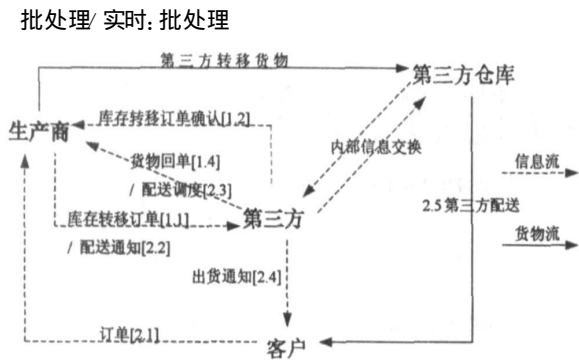 批处理/ 实时: 批处理
第三方转移货物
第三方仓库
库存转移订单确认[1.2]
生产商
内部信息交换
货物回单[1.4]
/ 配送调度[2.3]
信息流
2.5第三方配送
库存转移订单[1.1]
第三方
/ 配送通知[2.2]
货物流
出货通知[2.4]
订单[2.1]
客户